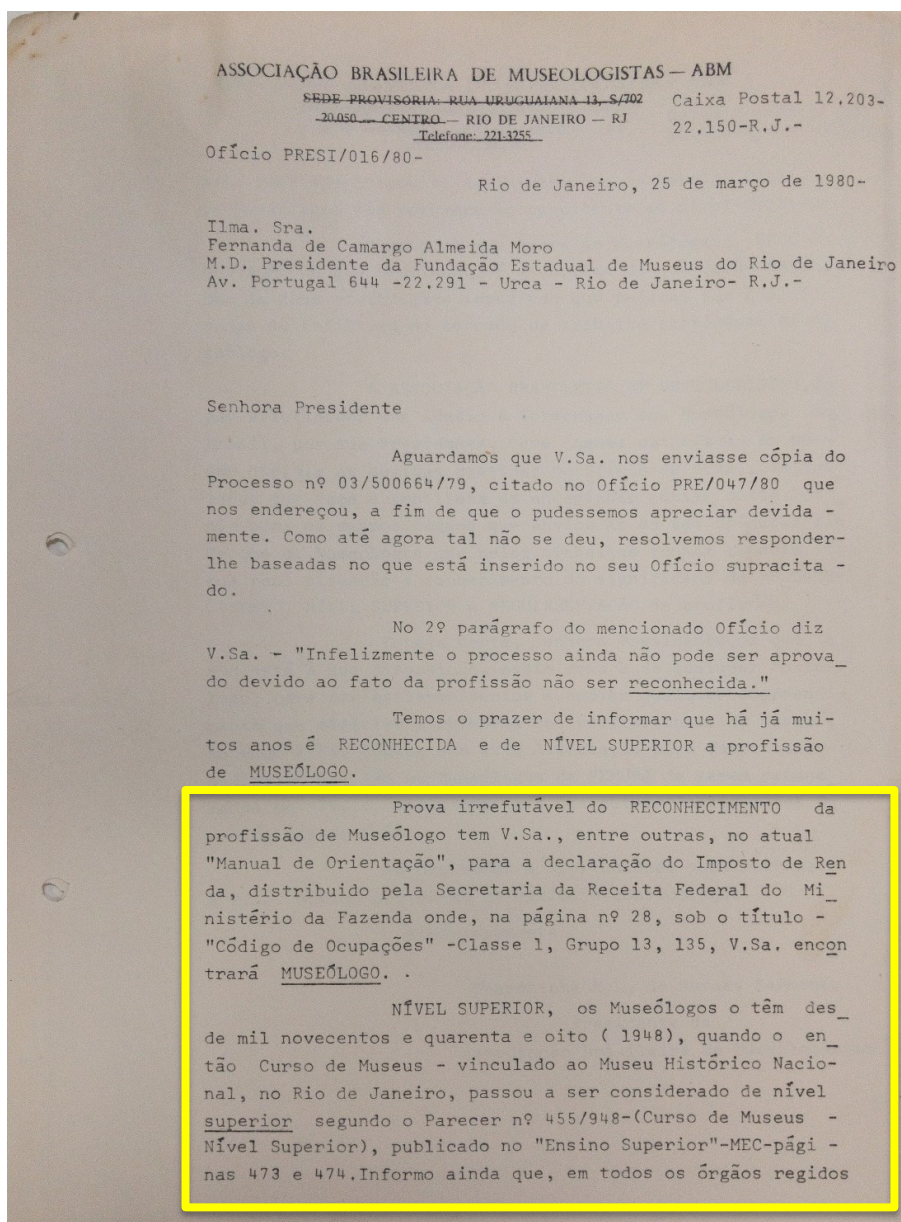 ASSOCIAÇÃO BRASILEIRA DE MUSEOLOGISTAS — ABM
SEDE PROVISORIA: RUA URUGUAIANA 13, S/702 Caixa Postal 12.203-
20.050 — CENTRO — RIO DE JANEIRO — RJ 22.150-R.J.-
Telefone: 221-3255
Ofício PRESI/016/80-
Rio de Janeiro, 25 de março de 1980-
Ilma. Sra.
Fernanda de Camargo Almeida Moro
M.D. Presidente da Fundação Estadual de Museus do Rio de Janeiro
Av. Portugal 644 -22.291 - Urca - Rio de Janeiro- R.J.-
Senhora Presidente
Aguardamos que V.Sa. nos enviasse cópia do
Processo nº 03/500664/79, citado no Ofício PRE/047/80 que
nos endereçou, a fim de que o pudessemos apreciar devida -
mente. Como até agora tal não se deu, resolvemos responder-
lhe baseadas no que está inserido no seu Ofício supracita -
do.
No 2º parágrafo do mencionado Ofício diz
V.Sa. - "Infelizmente o processo ainda não pode ser aprova_
do devido ao fato da profissão não ser reconhecida."
Temos o prazer de informar que há já mui-
tos anos é RECONHECIDA e de NÍVEL SUPERIOR a profissão
de MUSEÓLOGO.
Prova irrefutável do RECONHECIMENTO da
profissão de Museólogo tem V.Sa., entre outras, no atual
"Manual de Orientação", para a declaração do Imposto de Ren
da, distribuido pela Secretaria da Receita Federal do Mi_
nistério da Fazenda onde, na página nº 28, sob o título -
"Código de Ocupações" -Classe 1, Grupo 13, 135, V.Sa. encon
trará MUSEÓLOGO. .
NÍVEL SUPERIOR, os Museólogos o têm des_
de mil novecentos e quarenta e oito ( 1948), quando o en_
tão Curso de Museus - vinculado ao Museu Histórico Nacio-
nal, no Rio de Janeiro, passou a ser considerado de nível
superior segundo o Parecer nº 455/948-(Curso de Museus -
Nível Superior), publicado no "Ensino Superior"-MEC-pági -
nas 473 e 474.Informo ainda que, em todos os órgãos regidos